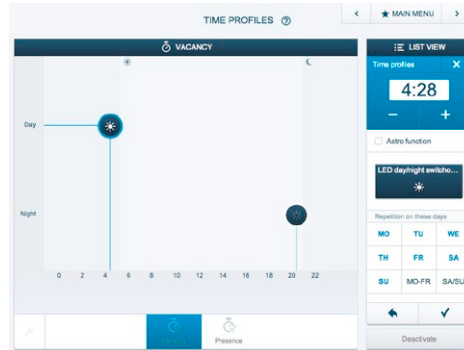 TIME PROFILES ?
< ★ MAIN MENU >
VACANCY
LIST VIEW
Time profiles X
4:28
− +
Astro function
LED day/night switcho...
Repetition on these days
MO TU WE
TH FR SA
SU MO-FR SA/SU
Deactivate
Day
Night
0 2 4 6 8 10 12 14 16 18 20 22
Vacancy
Presence